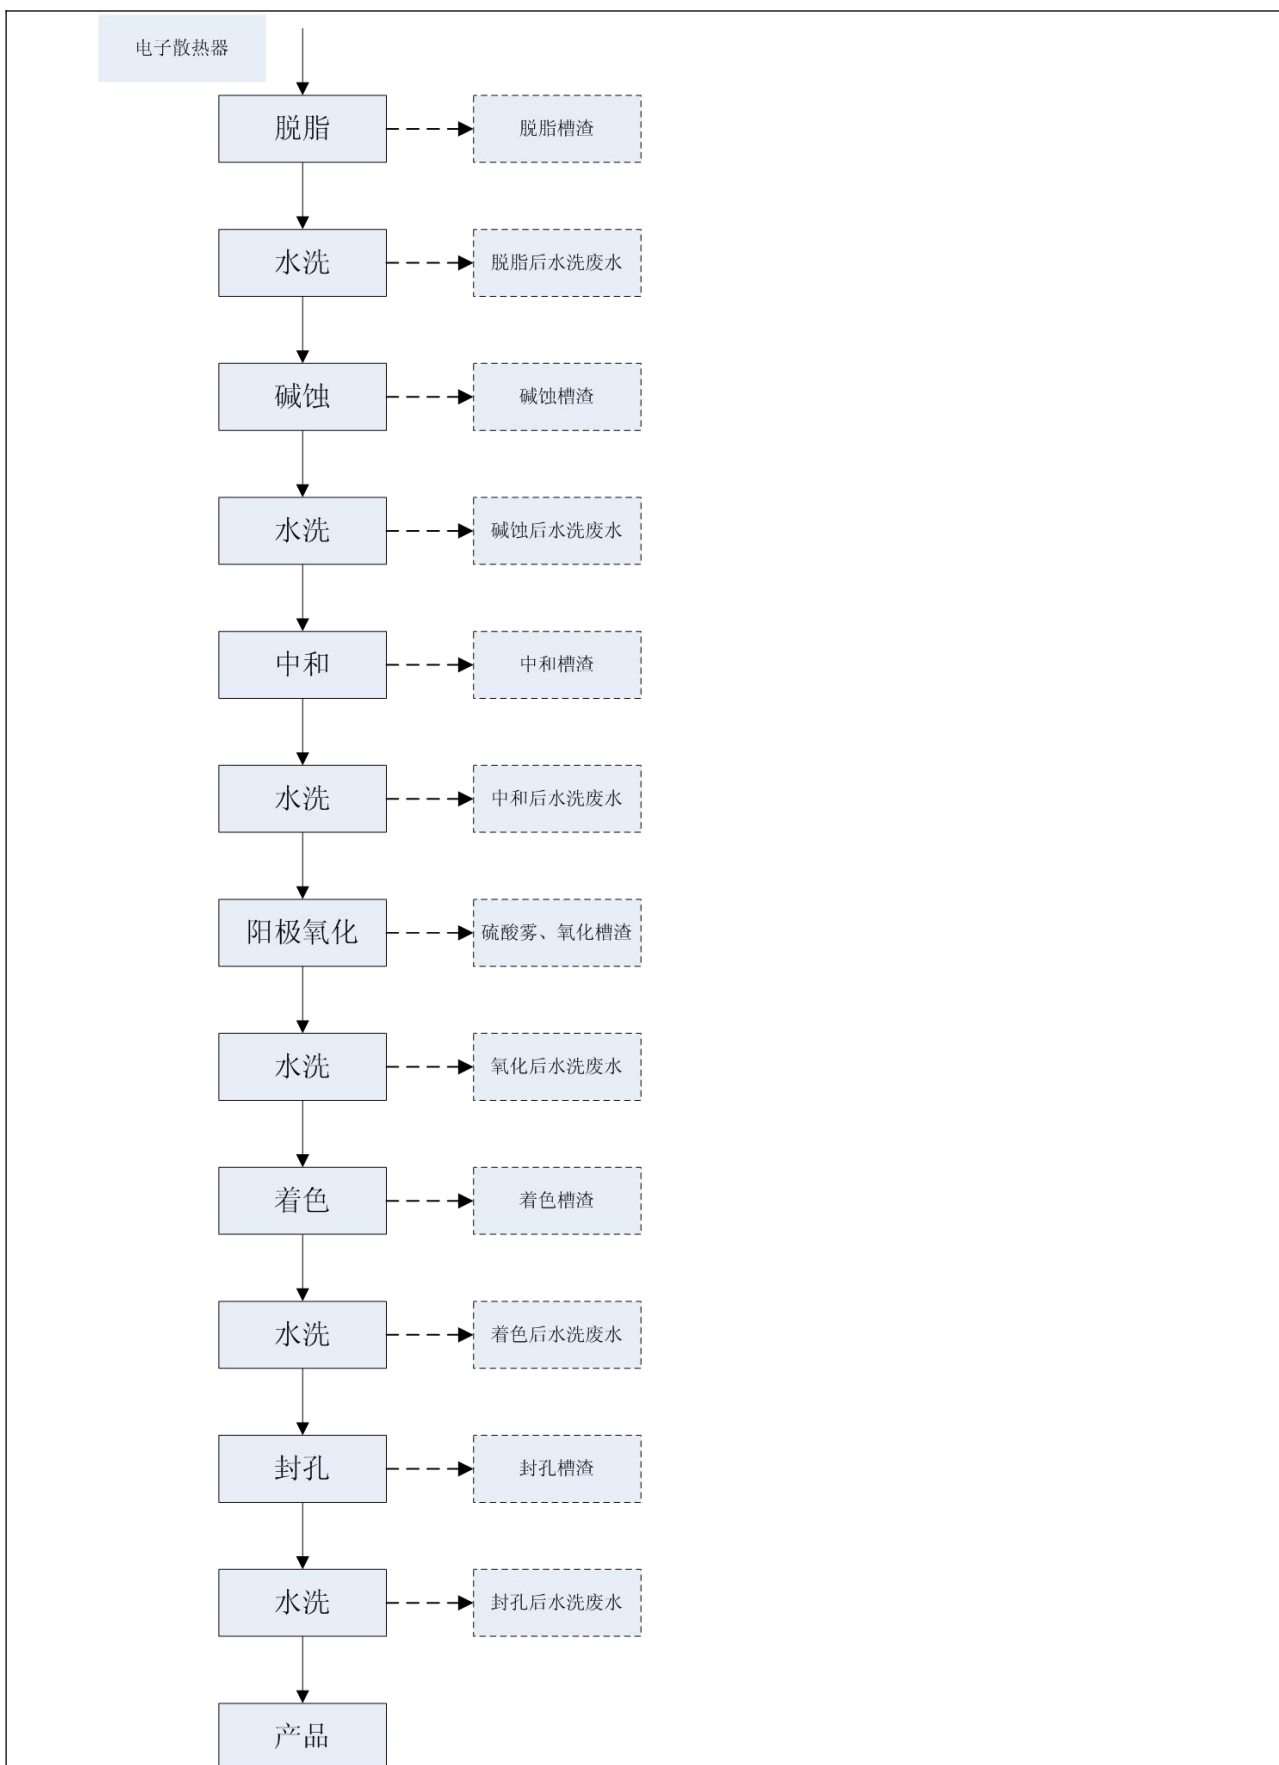 电子散热器
脱脂
脱脂槽渣
水洗
脱脂后水洗废水
碱蚀
碱蚀槽渣
水洗
碱蚀后水洗废水
中和
中和槽渣
水洗
中和后水洗废水
阳极氧化
硫酸雾、氧化槽渣
水洗
氧化后水洗废水
着色
着色槽渣
水洗
着色后水洗废水
封孔
封孔槽渣
水洗
封孔后水洗废水
产品